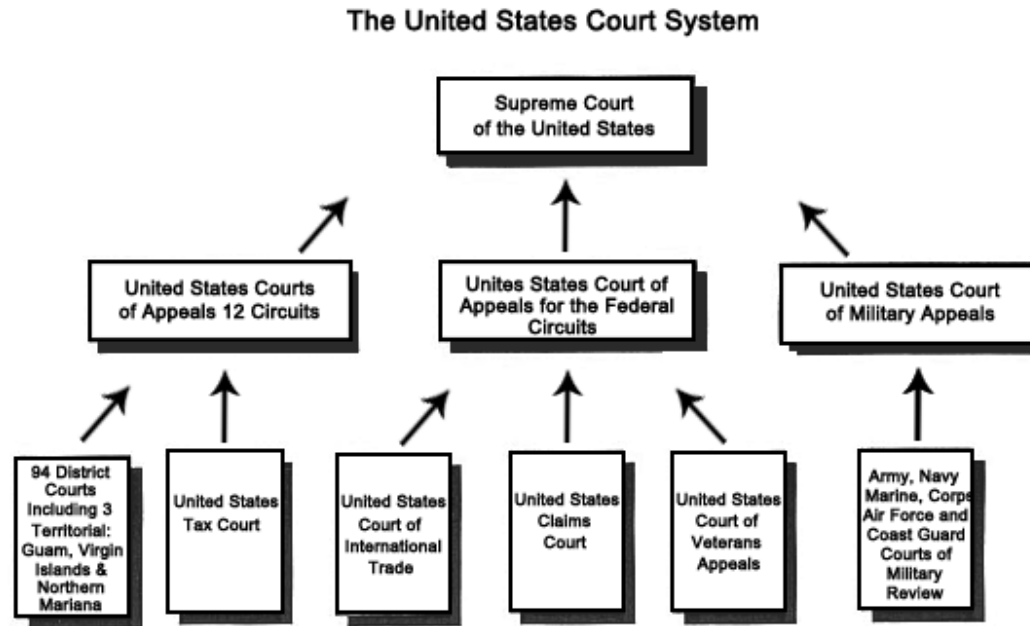 The United States Court System
Supreme Court
of the United States
United States Courts
of Appeals 12 Circuits
Unites States Court of
Appeals for the Federal
Circuits
United States Court
of Military Appeals
94 District
Courts
Including 3
Territorial:
Guam, Virgin
Islands &
Northern
Mariana
United States
Tax Court
United States
Court of
International
Trade
United States
Claims
Court
United States
Court of
Veterans
Appeals
Army, Navy
Marine, Corps
Air Force and
Coast Guard
Courts of
Military
Review